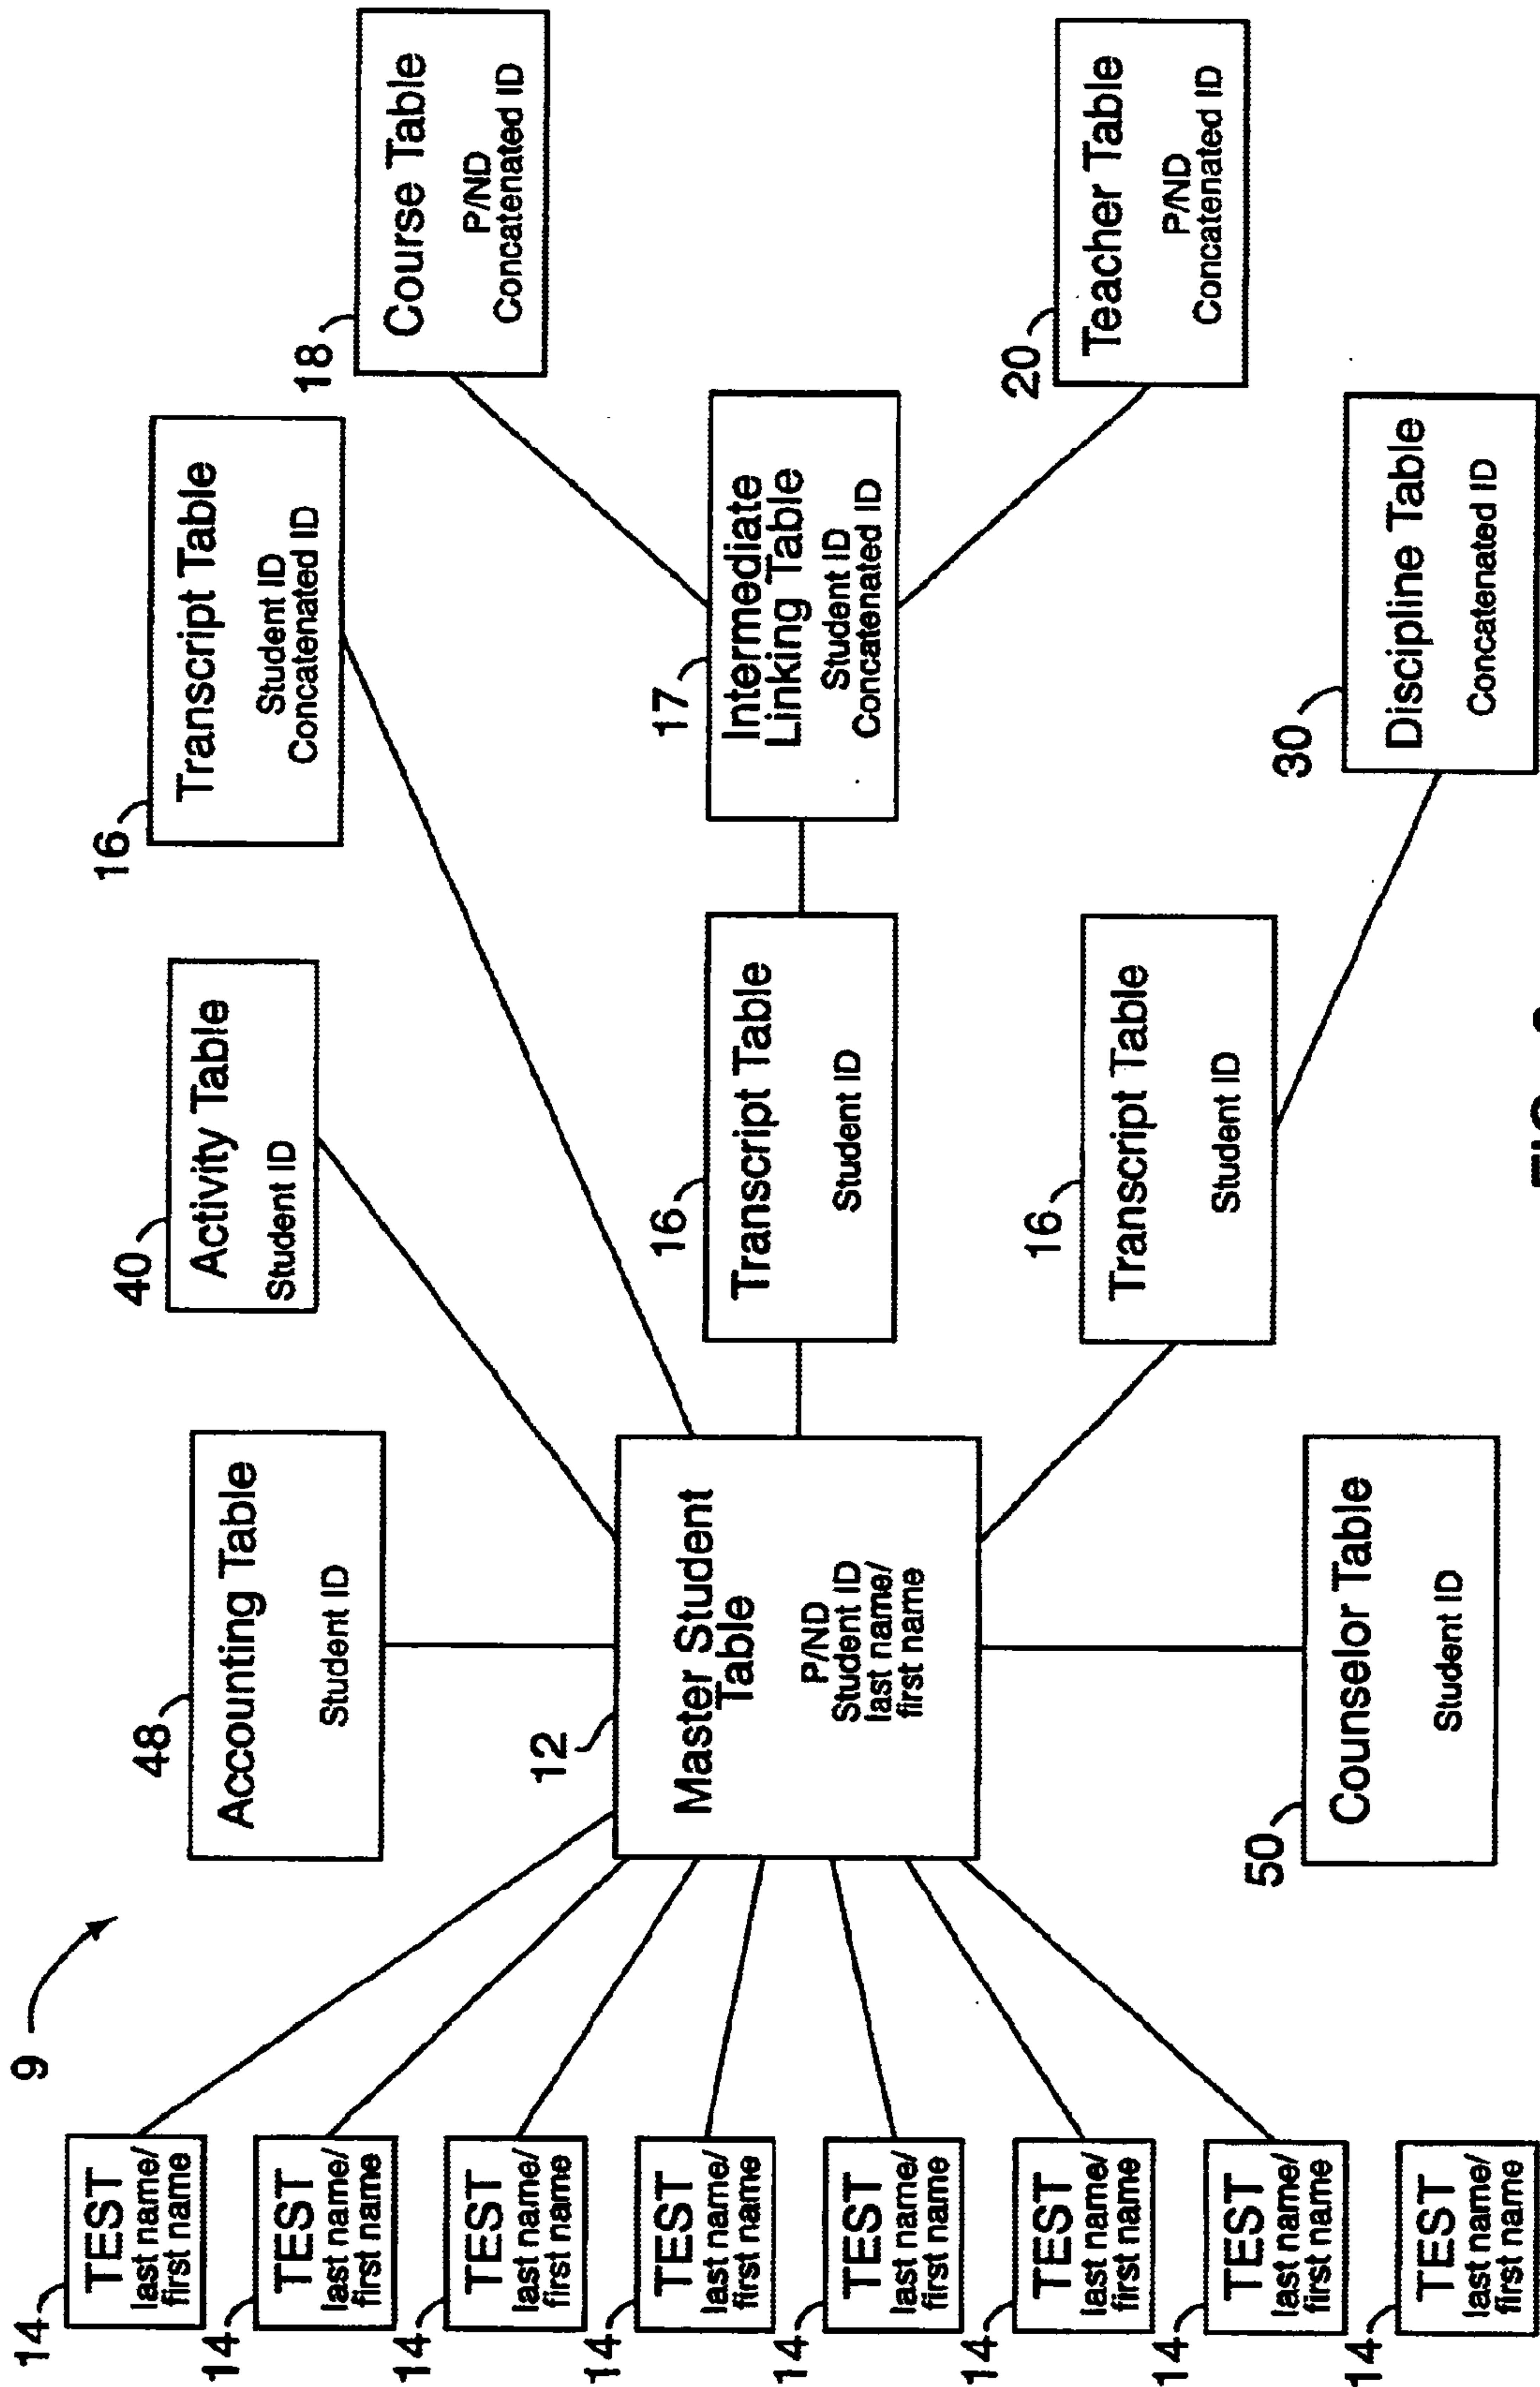 9
14
TEST
last name/
first name
14
TEST
last name/
first name
14
TEST
last name/
first name
14
TEST
last name/
first name
14
TEST
last name/
first name
14
TEST
last name/
first name
14
TEST
last name/
first name
14
TEST
last name/
first name
48
Accounting Table
Student ID
12
Master Student
Table
P/ND
Student ID
last name/
first name
50
Counselor Table
Student ID
40
Activity Table
Student ID
16
Transcript Table
Student ID
Concatenated ID
16
Transcript Table
Student ID
16
Transcript Table
Student ID
17
Intermediate
Linking Table
Student ID
Concatenated ID
18
Course Table
P/ND
Concatenated ID
20
Teacher Table
P/ND
Concatenated ID
30
Discipline Table
Concatenated ID